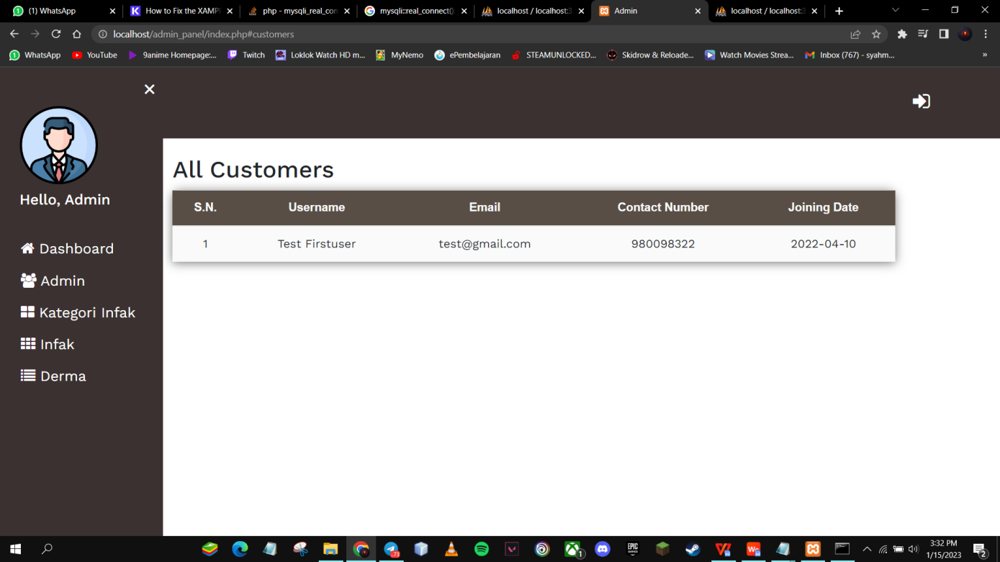 (1) WhatsApp
How to Fix the XAMP
php - mysqli_real_con
mysqli::real_connect()
localhost / localhost:3
Admin
localhost / localhost:3
localhost/admin_panel/index.php#customers
WhatsApp
YouTube
9anime Homepage:...
Twitch
Loklok Watch HD m...
MyNemo
ePembelajaran
STEAMUNLOCKED...
Skidrow & Reloade...
Watch Movies Strea...
Inbox (767) - syahm...
»
Hello, Admin
Dashboard
Admin
Kategori Infak
Infak
Derma
All Customers
S.N. Username Email Contact Number Joining Date
1 Test Firstuser test@gmail.com 980098322 2022-04-10
73
EPIC
GAMES
1
3:32 PM
1/15/2023
2